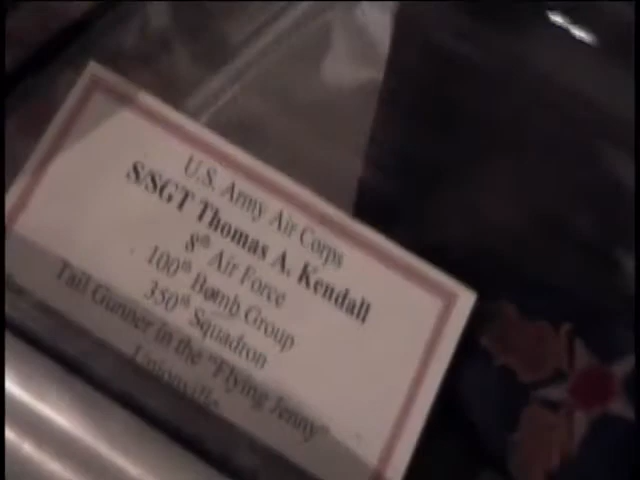 U.S. Army Air Corps
S/SGT Thomas A. Kendall
8th Air Force
100th Bomb Group
350th Squadron
Tail Gunner in the "Flying Jenny"
Unionville